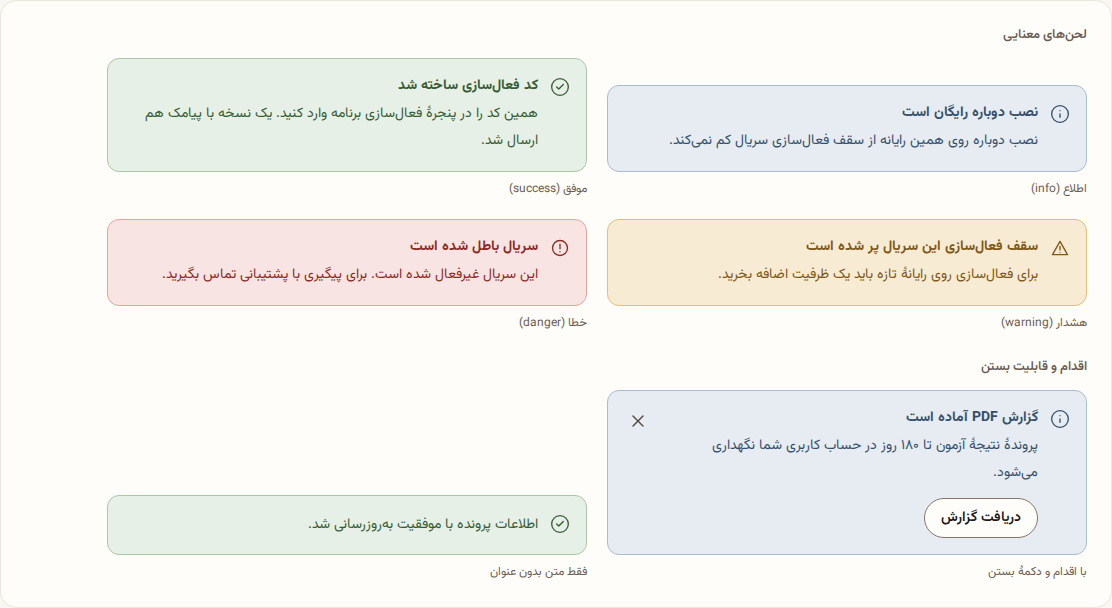 لحن‌های معنایی
نصب دوباره رایگان است
نصب دوباره روی همین رایانه از سقف فعال‌سازی سریال کم نمی‌کند.
اطلاع (info)
کد فعال‌سازی ساخته شد
همین کد را در پنجرهٔ فعال‌سازی برنامه وارد کنید. یک نسخه با پیامک هم
ارسال شد.
موفق (success)
سقف فعال‌سازی این سریال پر شده است
برای فعال‌سازی روی رایانهٔ تازه باید یک ظرفیت اضافه بخرید.
هشدار (warning)
سریال باطل شده است
این سریال غیرفعال شده است. برای پیگیری با پشتیبانی تماس بگیرید.
خطا (danger)
اقدام و قابلیت بستن
گزارش PDF آماده است
پروندهٔ نتیجهٔ آزمون تا ۱۸۰ روز در حساب کاربری شما نگهداری
می‌شود.
دریافت گزارش
با اقدام و دکمهٔ بستن
اطلاعات پرونده با موفقیت به‌روزرسانی شد.
فقط متن بدون عنوان